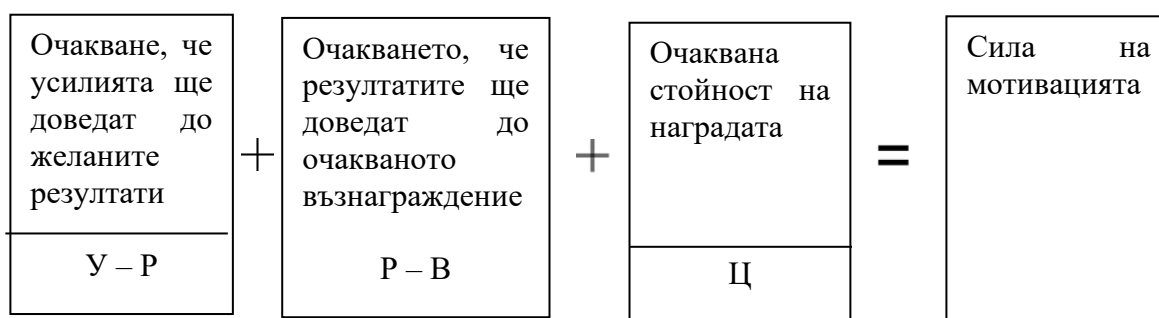 Очакване, че
усилията ще
доведат до
желаните
резултати
У – Р
+
Очакването, че
резултатите ще
доведат до
очакваното
възнаграждение
Р – В
+
Очаквана
стойност на
наградата
Ц
=
Сила на
мотивацията